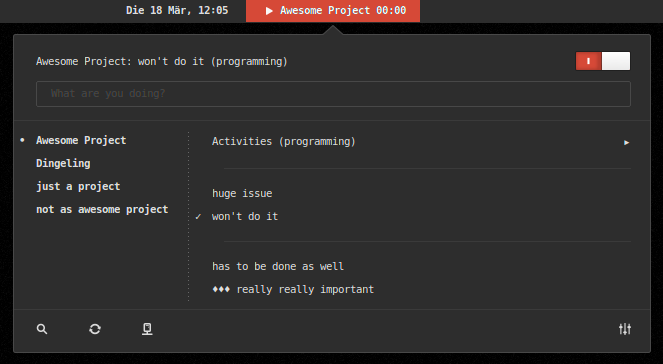 Die 18 Mär, 12:05
Awesome Project 00:00
Awesome Project: won't do it (programming)
What are you doing?
Awesome Project
Dingeling
just a project
not as awesome project
Activities (programming)
huge issue
✓ won't do it
has to be done as well
♦♦♦ really really important